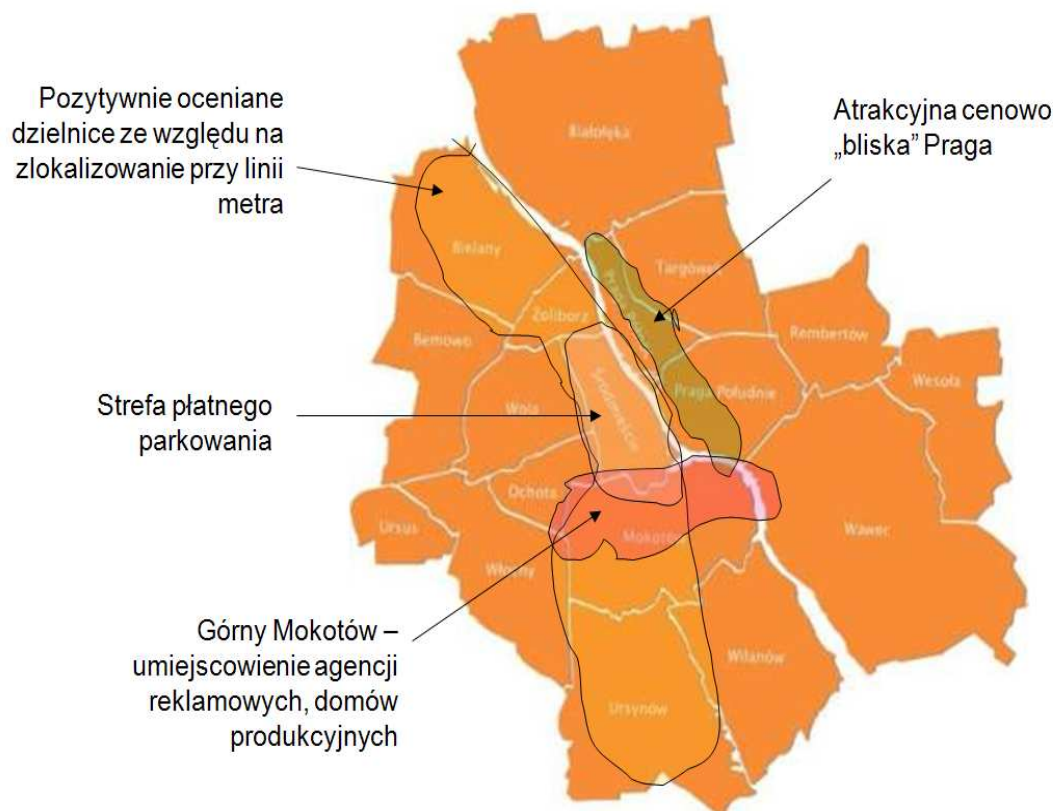 Pozytywnie oceniane
dzielnice ze względu na
zlokalizowanie przy linii
metra
Atrakcyjna cenowo
„bliska” Praga
Białołęka
Bielany
Targówek
Żoliborz
Bemowo
Rembertów
Wesoła
Praga Południe
Śródmieście
Wola
Strefa płatnego
parkowania
Ochota
Ursus
Mokotów
Wawer
Włochy
Górny Mokotów –
umiejscowienie agencji
reklamowych, domów
produkcyjnych
Wilanów
Ursynów